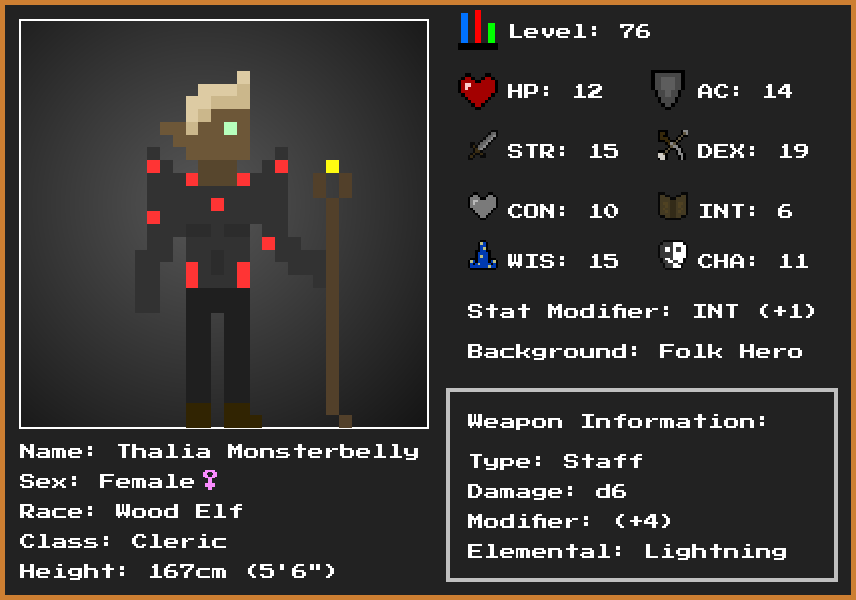 Level: 76
HP: 12
AC: 14
STR: 15
DEX: 19
CON: 10
INT: 6
WIS: 15
CHA: 11
Stat Modifier: INT (+1)
Background: Folk Hero
Weapon Information:
Type: Staff
Damage: d6
Modifier: (+4)
Elemental: Lightning
Name: Thalia Monsterbelly
Sex: Female♀
Race: Wood Elf
Class: Cleric
Height: 167cm (5'6")